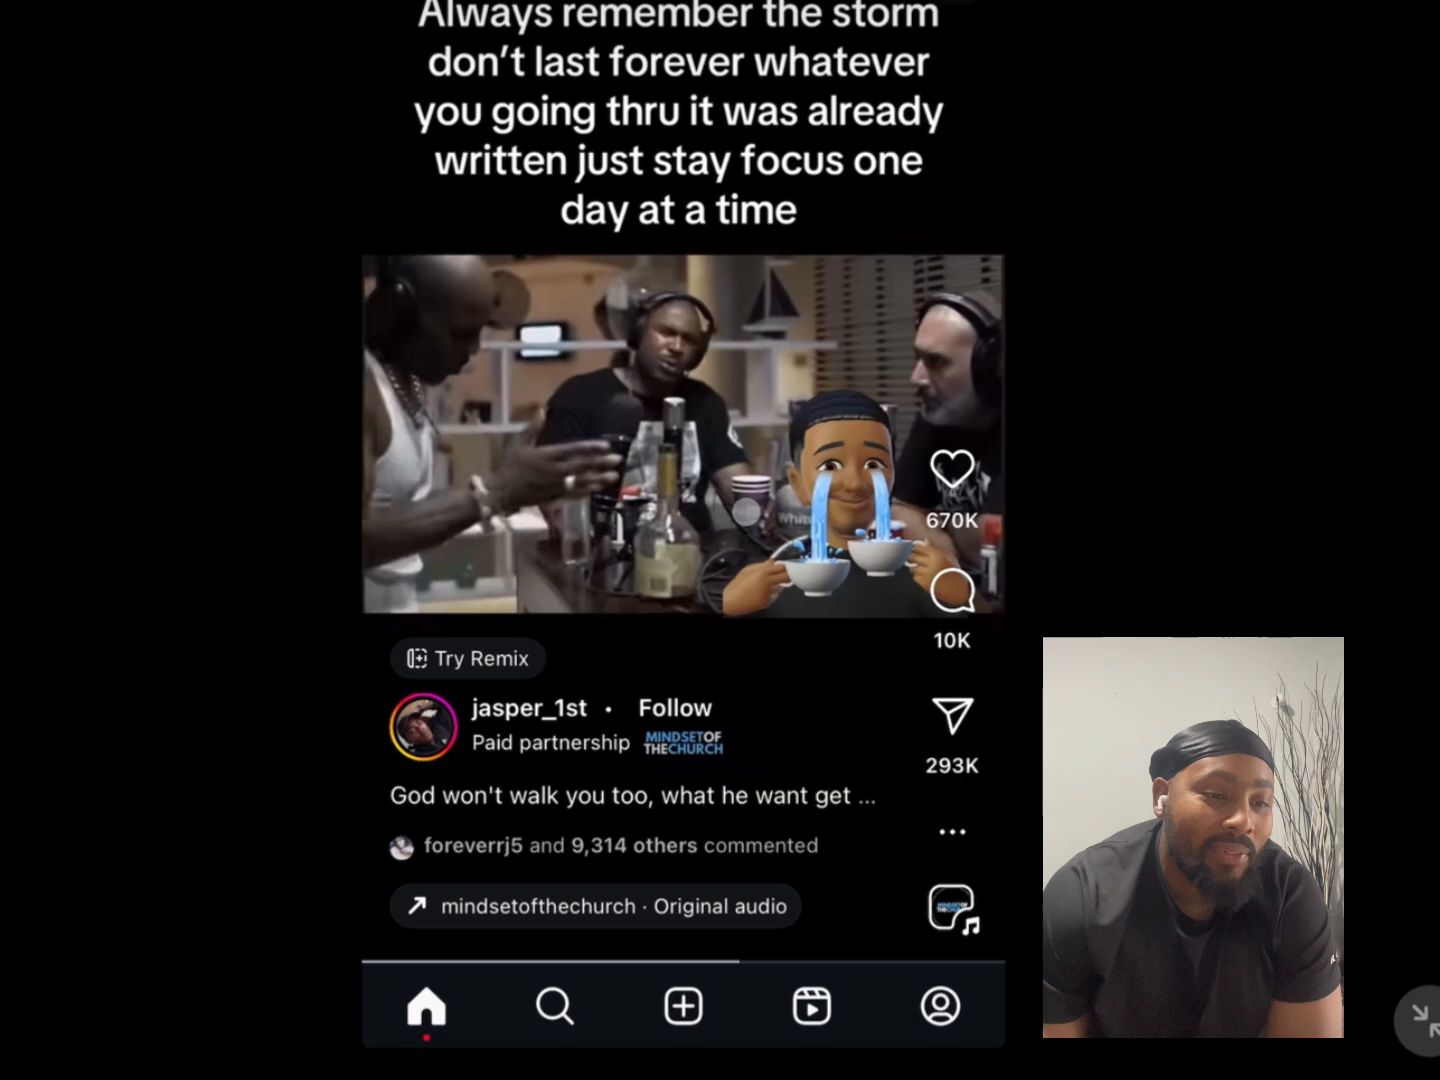 Always remember the storm
don't last forever whatever
you going thru it was already
written just stay focus one
day at a time
Whit
670K
10K
Try Remix
jasper_1st • Follow
Paid partnership MINDSETOF
THECHURCH
293K
God won't walk you too, what he want get ...
foreverrj5 and 9,314 others commented
mindsetofthechurch · Original audio